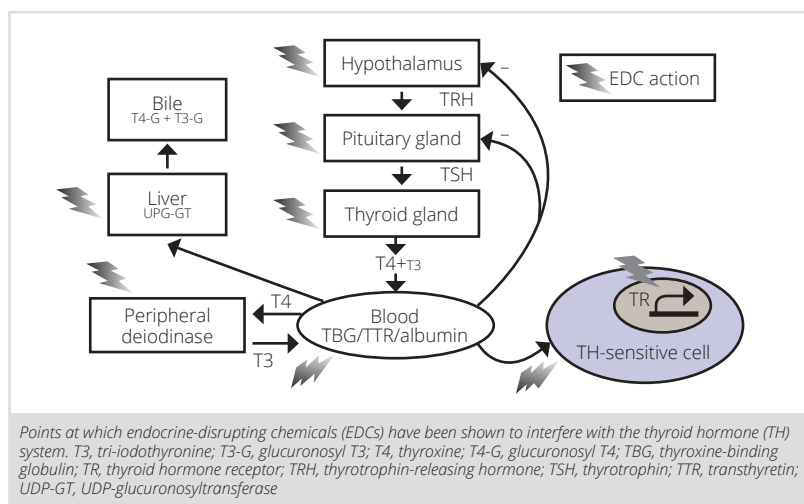 Hypothalamus
–
EDC action
TRH
Bile
T4-G + T3-G
Pituitary gland
–
TSH
Liver
UPG-GT
Thyroid gland
T4+T3
Peripheral
deiodinase
T4
T3
Blood
TBG/TTR/albumin
TR
TH-sensitive cell
Points at which endocrine-disrupting chemicals (EDCs) have been shown to interfere with the thyroid hormone (TH)
system. T3, tri-iodothyronine; T3-G, glucuronosyl T3; T4, thyroxine; T4-G, glucuronosyl T4; TBG, thyroxine-binding
globulin; TR, thyroid hormone receptor; TRH, thyrotrophin-releasing hormone; TSH, thyrotrophin; TTR, transthyretin;
UDP-GT, UDP-glucuronosyltransferase